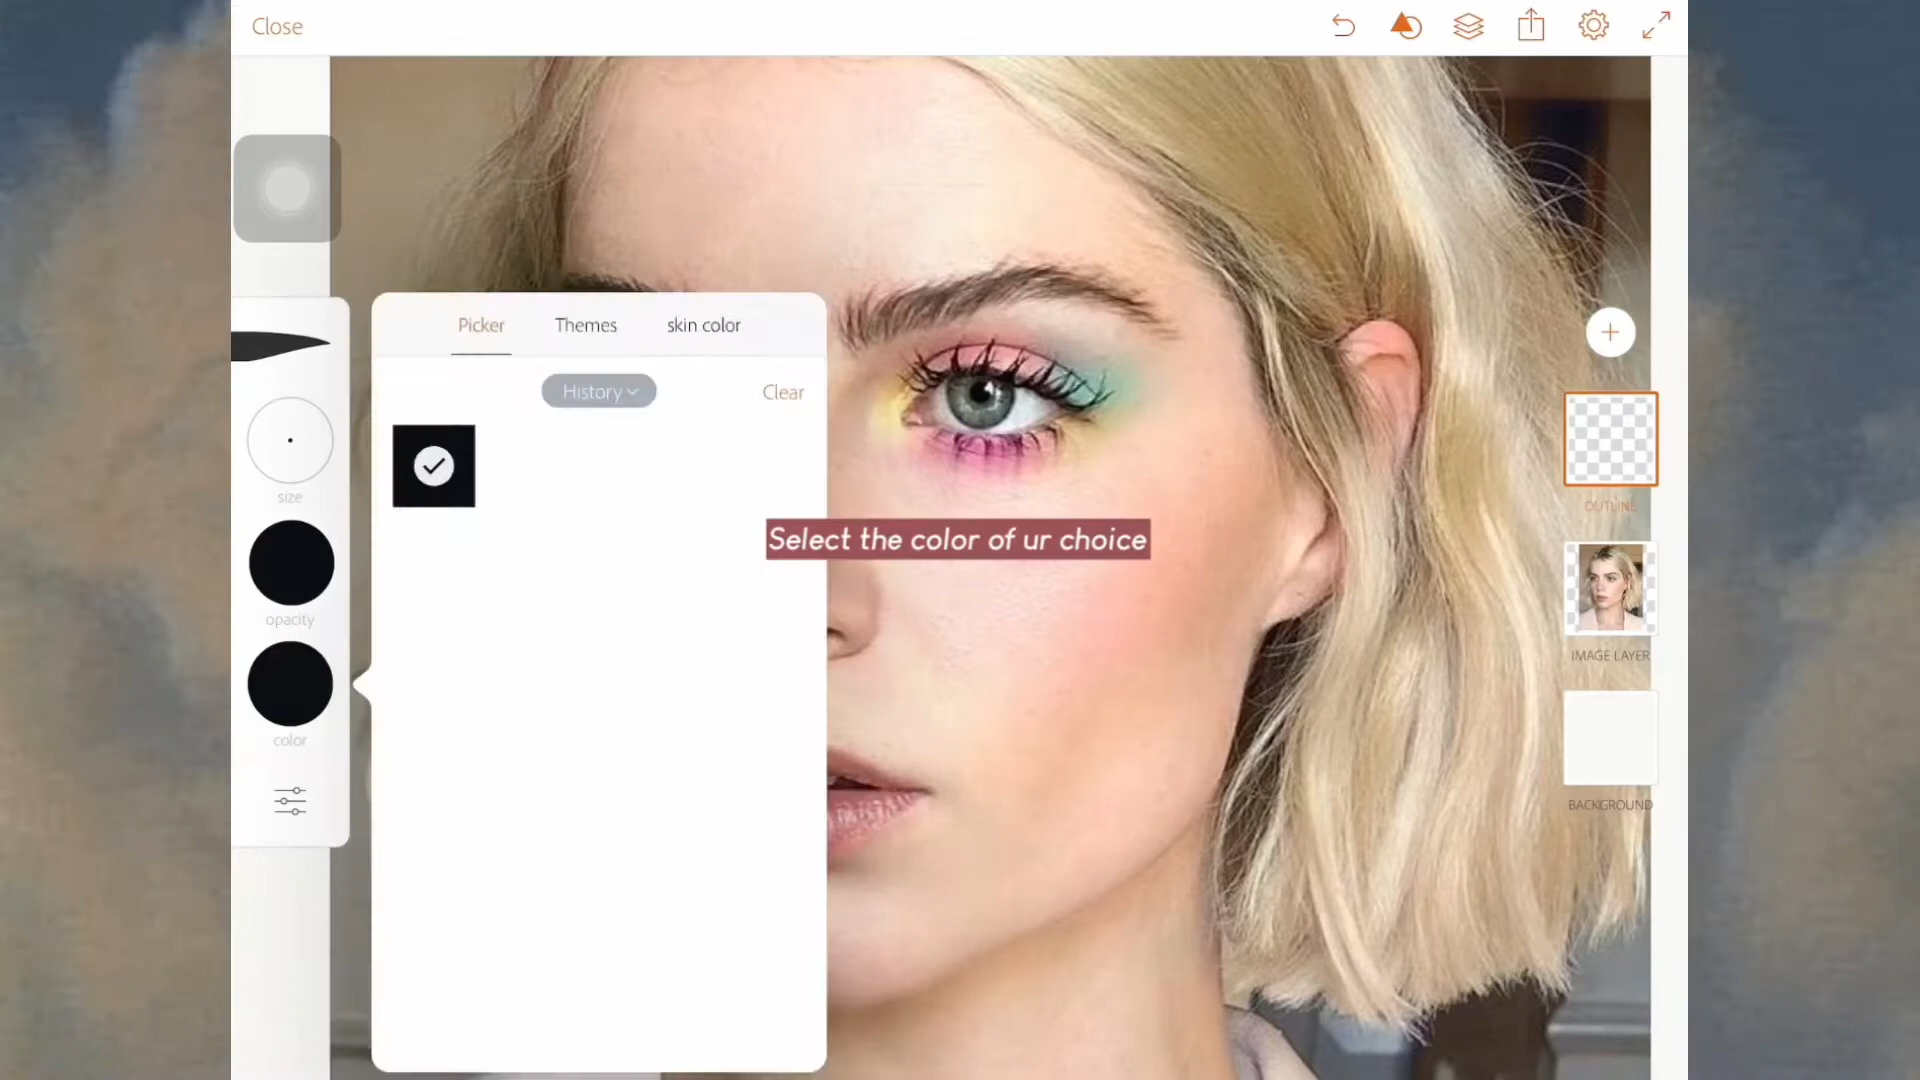 Close
Picker
Themes
skin color
History
Clear
size
opacity
color
Select the color of ur choice
OUTLINE
IMAGE LAYER
BACKGROUND